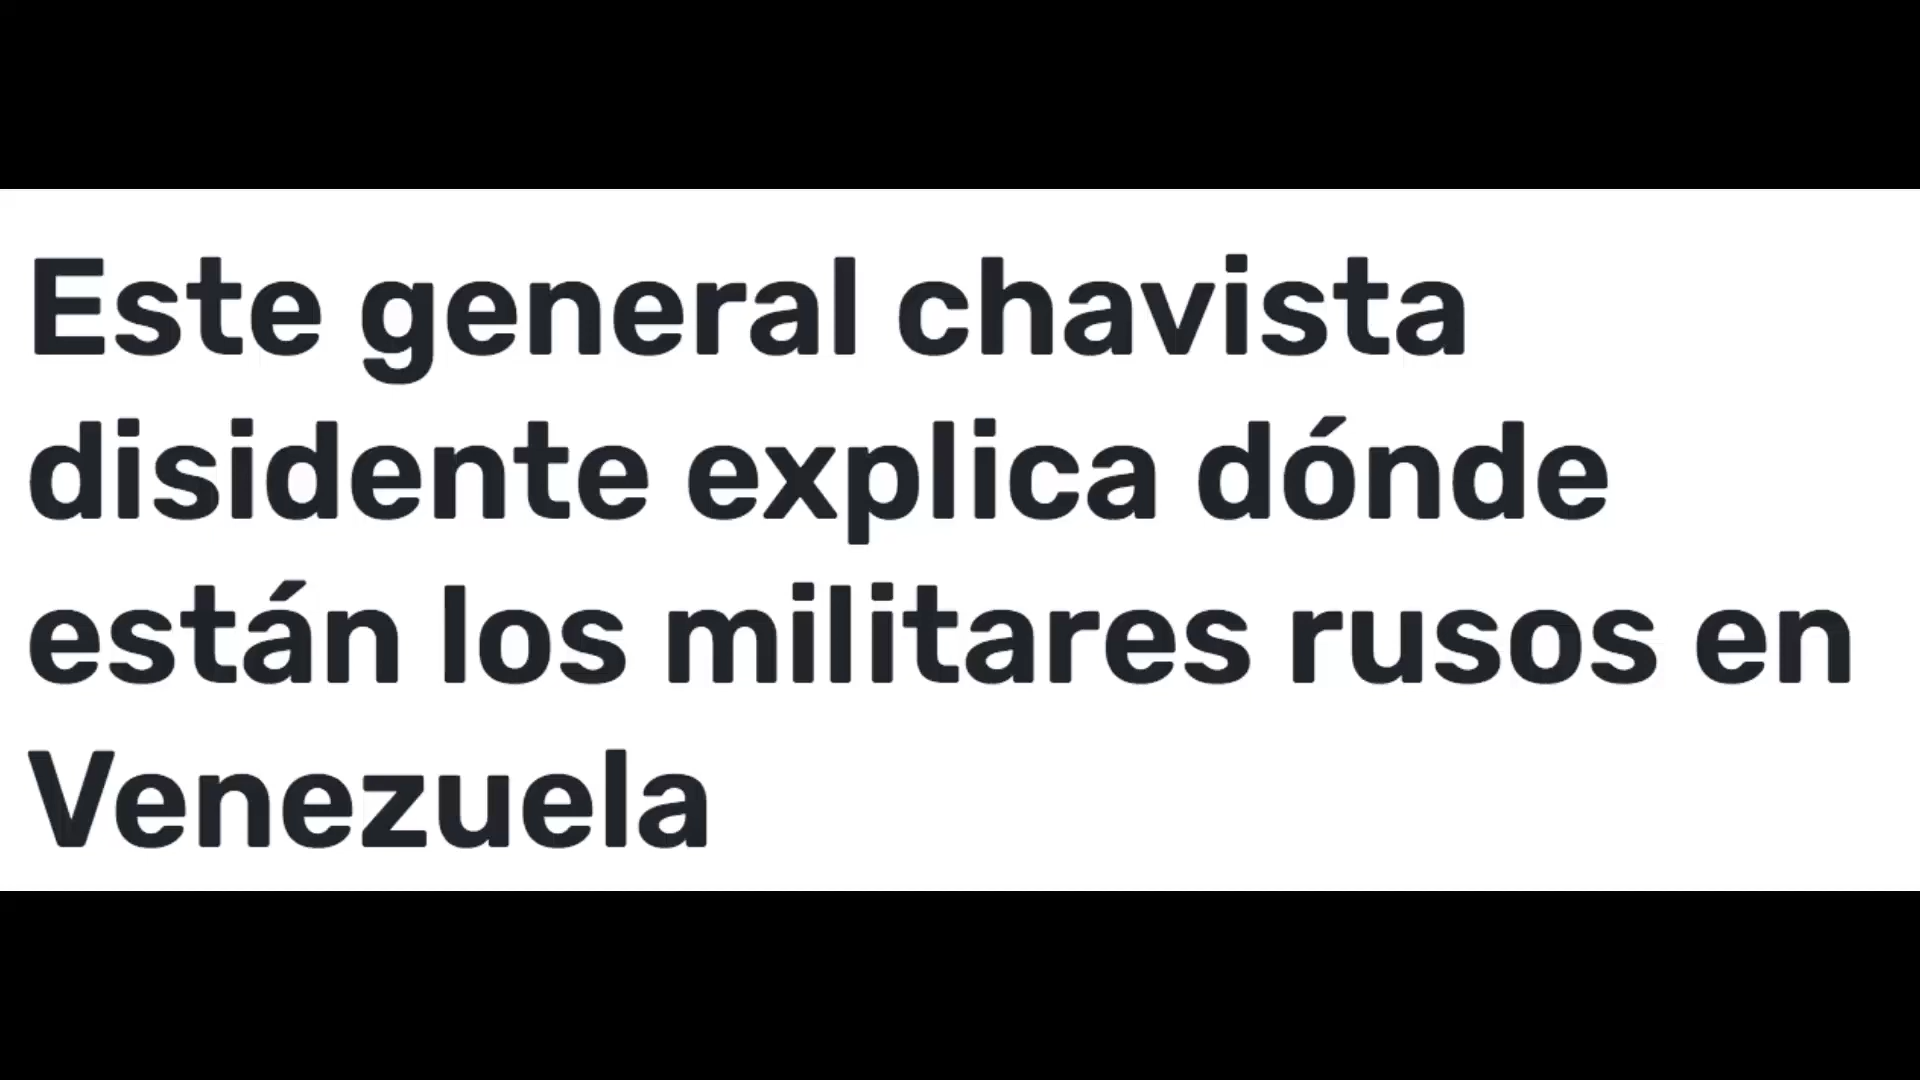 Este general chavista
disidente explica dónde
están los militares rusos en
Venezuela